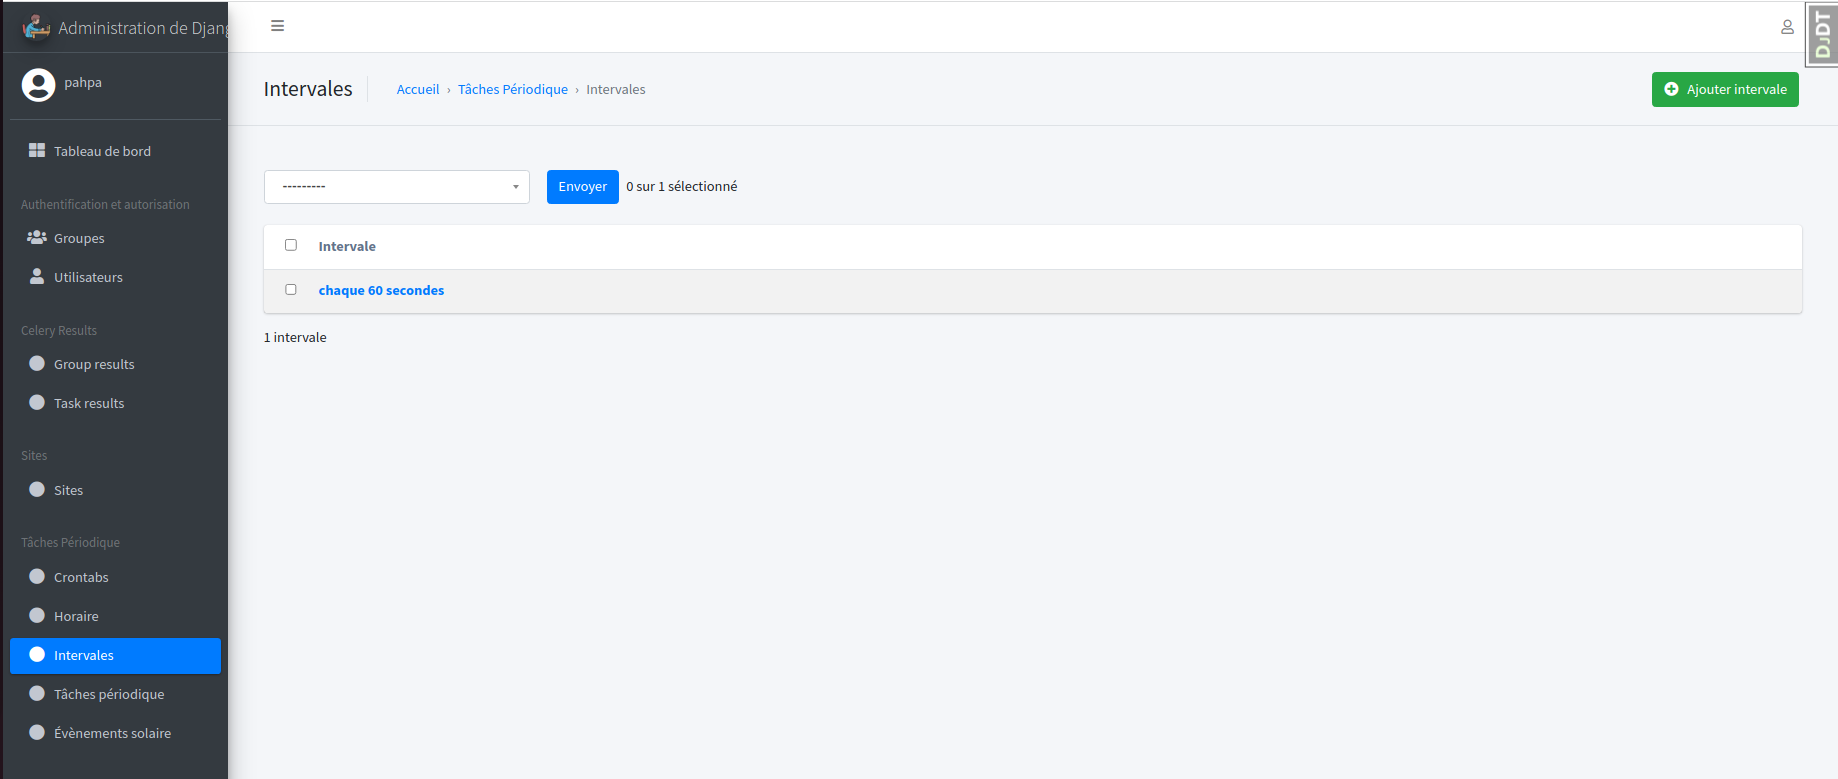 Administration de Djang
pahpa
Tableau de bord
Authentification et autorisation
Groupes
Utilisateurs
Celery Results
Group results
Task results
Sites
Sites
Tâches Périodique
Crontabs
Horaire
Intervales
Tâches périodique
Évènements solaire
DJDT
Intervales
Accueil › Tâches Périodique › Intervales
Ajouter intervale
---------
Envoyer
0 sur 1 sélectionné
Intervale
chaque 60 secondes
1 intervale